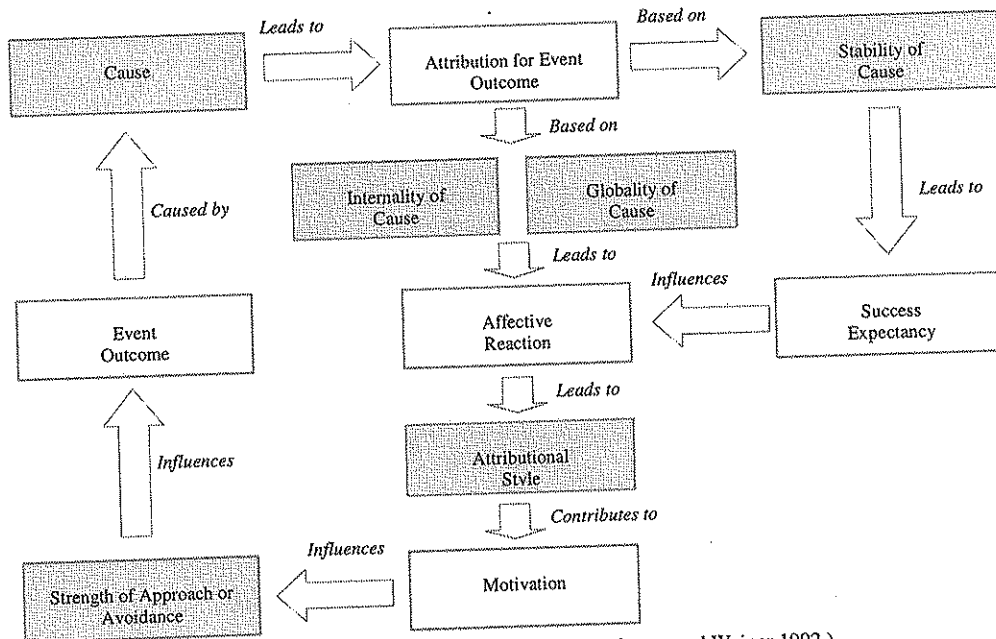 Leads to
Based on
Cause
Attribution for Event
Outcome
Stability of
Cause
Based on
Internality of
Cause
Globality of
Cause
Leads to
Caused by
Leads to
Influences
Event
Outcome
Affective
Reaction
Success
Expectancy
Leads to
Influences
Attributional
Style
Contributes to
Influences
Motivation
Strength of Approach or
Avoidance
1992.)